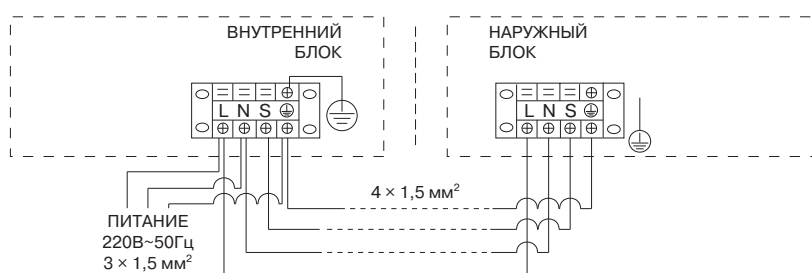 ВНУТРЕННИЙ
БЛОК
НАРУЖНЫЙ
БЛОК
L N S
L N S
4 × 1,5 мм²
ПИТАНИЕ
220В~50Гц
3 × 1,5 мм²